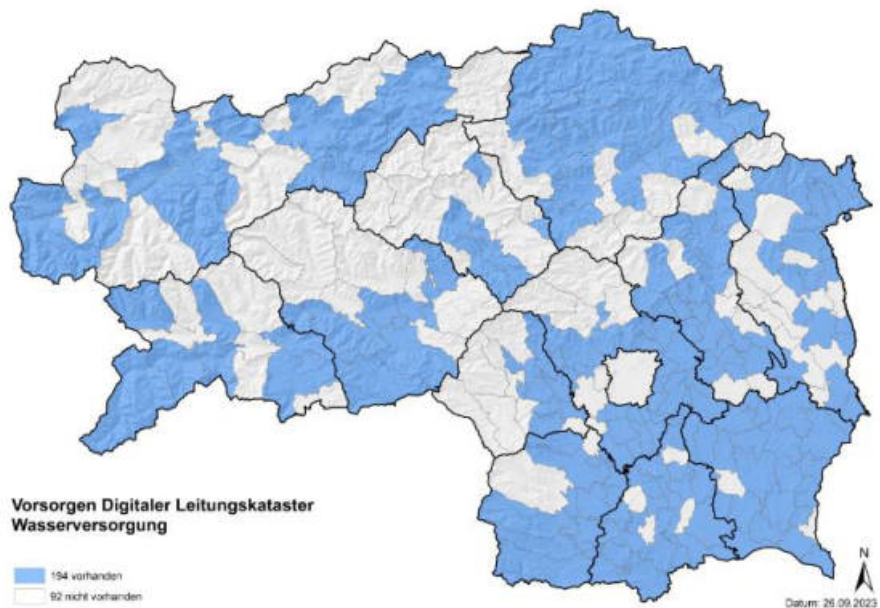 Vorsorgen Digitaler Leitungskataster
Wasserversorgung
194 vorhanden
92 nicht vorhanden
N
Datum: 26.09.2023